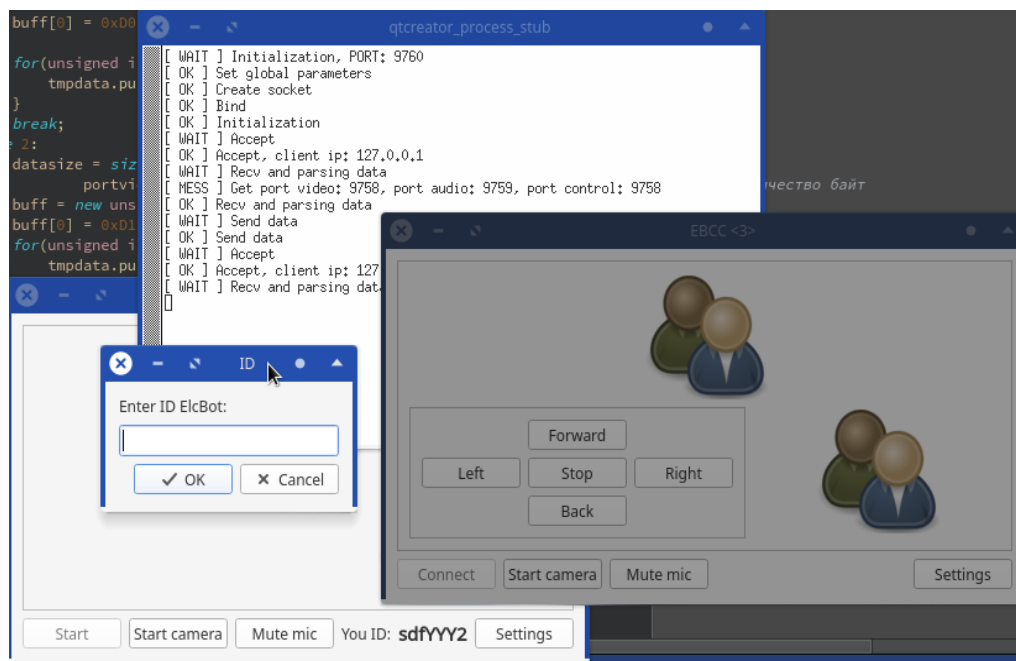 buff[0] = 0xD0
for(unsigned i
tmpdata.pu
}
break;
2:
datasize = siz
portvi
buff = new uns
buff[0] = 0xD1
for(unsigned i
tmpdata.pu
qtcreator_process_stub
[ WAIT ] Initialization, PORT: 9760
[ OK ] Set global parameters
[ OK ] Create socket
[ OK ] Bind
[ OK ] Initialization
[ WAIT ] Accept
[ OK ] Accept, client ip: 127.0.0.1
[ WAIT ] Recv and parsing data
[ MESS ] Get port video: 9758, port audio: 9759, port control: 9758
[ OK ] Recv and parsing data
[ WAIT ] Send data
[ OK ] Send data
[ WAIT ] Accept
[ OK ] Accept, client ip: 127
[ WAIT ] Recv and parsing dat
байт
EBCC <3>
Forward
Left Stop Right
Back
Connect Start camera Mute mic Settings
ID
Enter ID ElcBot:
OK Cancel
Start Start camera Mute mic You ID: sdfYYY2 Settings